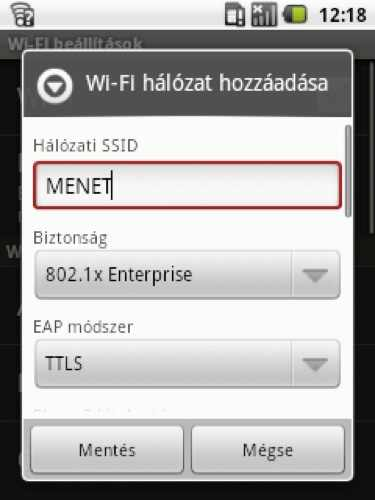 12:18
Wi-Fi beállítások
Wi-Fi hálózat hozzáadása
Hálózati SSID
MENET
Biztonság
802.1x Enterprise
EAP módszer
TTLS
Mentés
Mégse